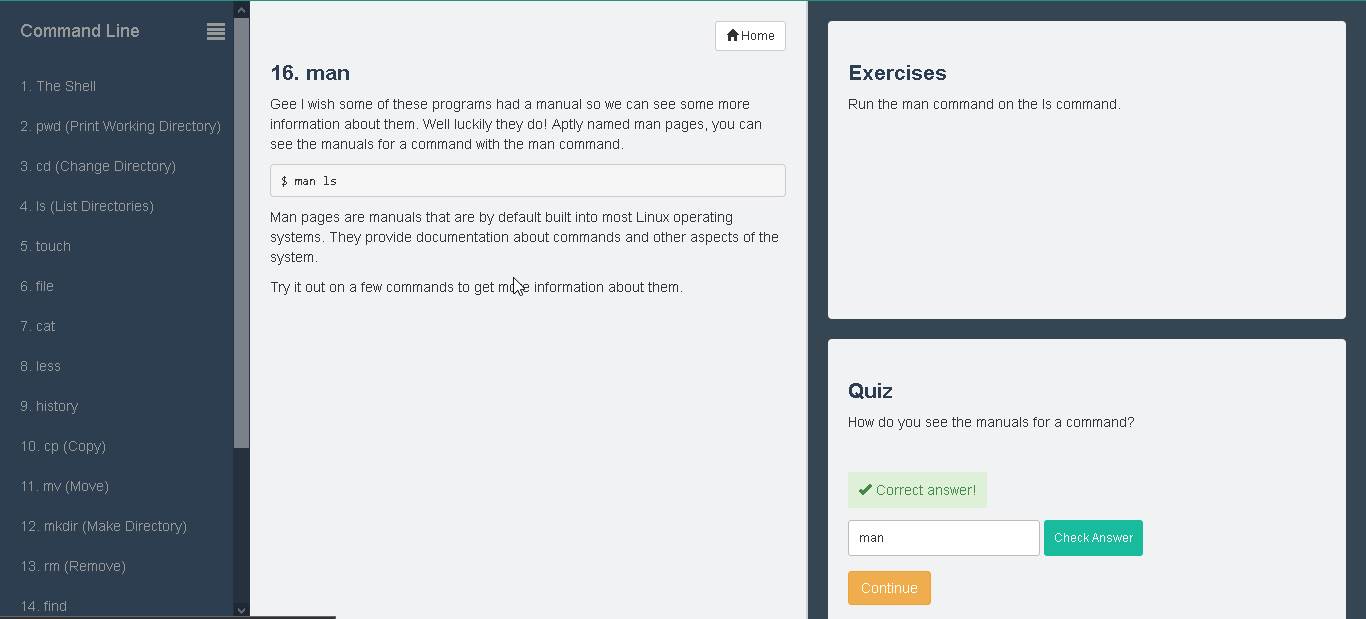 Command Line
1. The Shell
2. pwd (Print Working Directory)
3. cd (Change Directory)
4. ls (List Directories)
5. touch
6. file
7. cat
8. less
9. history
10. cp (Copy)
11. mv (Move)
12. mkdir (Make Directory)
13. rm (Remove)
14. find
Home
16. man
Gee I wish some of these programs had a manual so we can see some more
information about them. Well luckily they do! Aptly named man pages, you can
see the manuals for a command with the man command.
$ man ls
Man pages are manuals that are by default built into most Linux operating
systems. They provide documentation about commands and other aspects of the
system.
Try it out on a few commands to get more information about them.
Exercises
Run the man command on the ls command.
Quiz
How do you see the manuals for a command?
Correct answer!
man
Check Answer
Continue